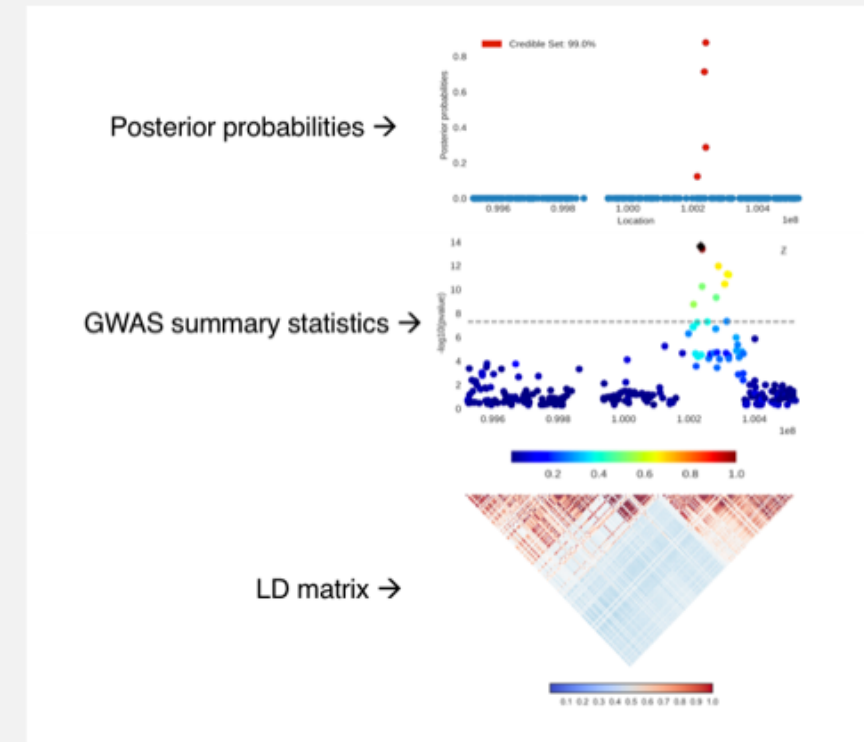 Credible Set: 99.0%
Posterior probabilities →
Posterior probabilities
0.8
0.6
0.4
0.2
0.0
0.996 0.998 1.000 1.002 1.004
Location
1e8
GWAS summary statistics →
-log10(pvalue)
14
12
10
8
6
4
2
0
Z
0.996 0.998 1.000 1.002 1.004
1e8
0.2 0.4 0.6 0.8 1.0
LD matrix →
0.1 0.2 0.3 0.4 0.5 0.6 0.7 0.8 0.9 1.0